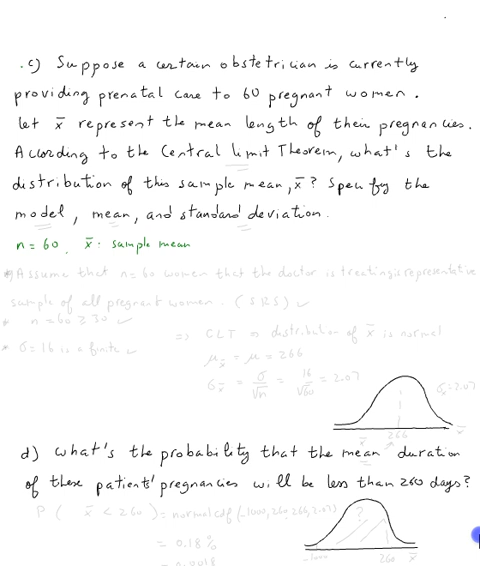 .c) Suppose a certain obstetrician is currently
providing prenatal care to 60 pregnant women.
Let x̄ represent the mean length of their pregnancies.
According to the Central limit Theorem, what's the
distribution of this sample mean, x̄? Specify the
model, mean, and standard deviation.
n = 60, x̄: sample mean
*) Assume that n = 60 women that the doctor is treating is representative
sample of all pregnant women. (SRS) ✓
* n = 60 ≥ 30 ✓
=> CLT => distribution of x̄ is normal
* σ = 16 is a finite ✓
μx̄ = μ = 266
σx̄ = σ/√n = 16/√60 = 2.07
σx̄ = 2.07
266 x̄
d) what's the probability that the mean duration
of these patients' pregnancies will be less than 260 days?
P ( x̄ < 260 ) = normalcdf (-1000, 260, 266, 2.07)
?
= 0.18 %
-1000 260 x̄
= 0.0018